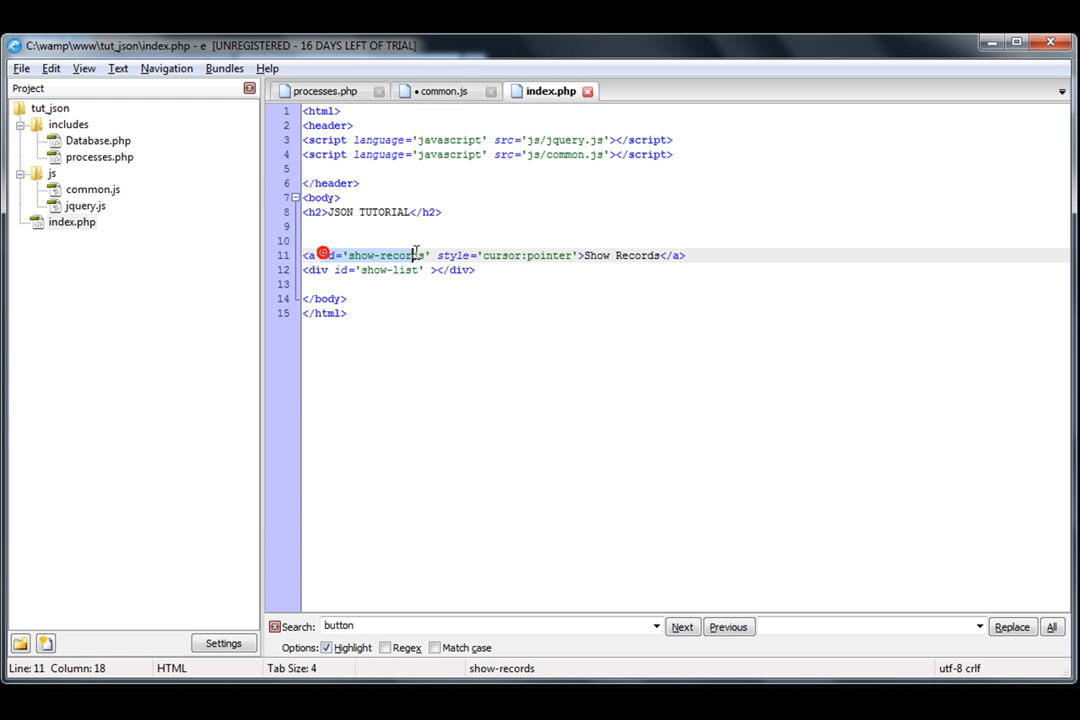 C:\wamp\www\tut_json\index.php - e [UNREGISTERED - 16 DAYS LEFT OF TRIAL]
File Edit View Text Navigation Bundles Help
Project
tut_json
includes
Database.php
processes.php
js
common.js
jquery.js
index.php
Settings
processes.php • common.js index.php
1 <html>
2 <header>
3 <script language='javascript' src='js/jquery.js'></script>
4 <script language='javascript' src='js/common.js'></script>
5
6 </header>
7 <body>
8 <h2>JSON TUTORIAL</h2>
9
10
11 <a d='show-records' style='cursor:pointer'>Show Records</a>
12 <div id='show-list' ></div>
13
14 </body>
15 </html>
Search: button Next Previous Replace All
Options: Highlight Regex Match case
Line: 11 Column: 18 HTML Tab Size: 4 show-records utf-8 crlf